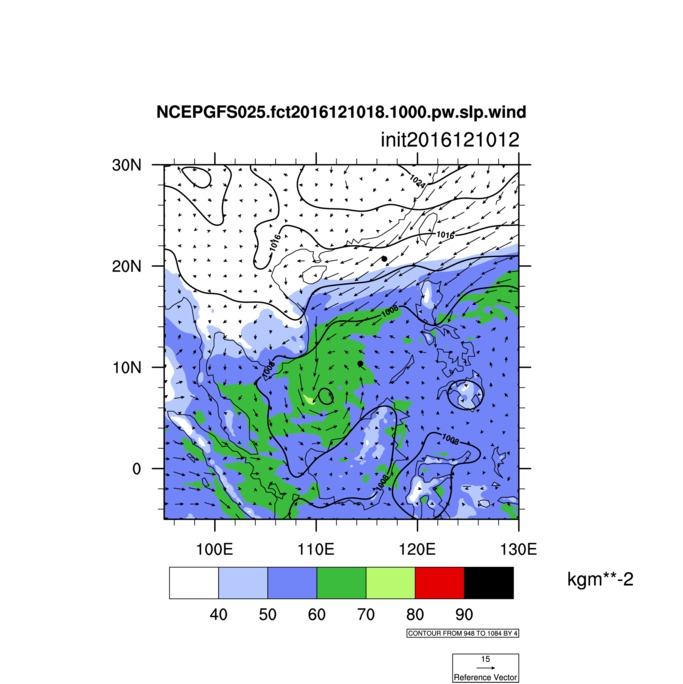 NCEPGFS025.fct2016121018.1000.pw.slp.wind
init2016121012
30N
20N
10N
0
1024
1016
1016
1008
1008
1008
1008
100E 110E 120E 130E
40 50 60 70 80 90
kgm**-2
CONTOUR FROM 948 TO 1084 BY 4
15
Reference Vector